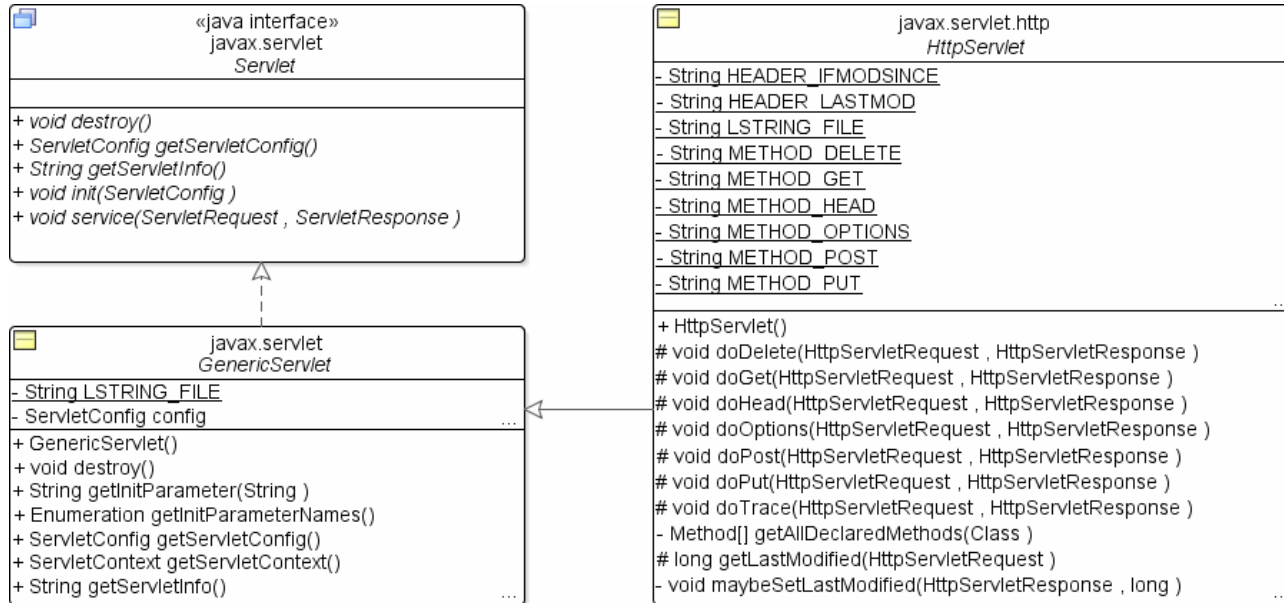 «java interface»
javax.servlet
Servlet
+ void destroy()
+ ServletConfig getServletConfig()
+ String getServletInfo()
+ void init(ServletConfig )
+ void service(ServletRequest , ServletResponse )
javax.servlet
GenericServlet
- String LSTRING_FILE
- ServletConfig config
...
+ GenericServlet()
+ void destroy()
+ String getInitParameter(String )
+ Enumeration getInitParameterNames()
+ ServletConfig getServletConfig()
+ ServletContext getServletContext()
+ String getServletInfo()
...
javax.servlet.http
HttpServlet
- String HEADER_IFMODSINCE
- String HEADER_LASTMOD
- String LSTRING_FILE
- String METHOD_DELETE
- String METHOD_GET
- String METHOD_HEAD
- String METHOD_OPTIONS
- String METHOD_POST
- String METHOD_PUT
...
+ HttpServlet()
# void doDelete(HttpServletRequest , HttpServletResponse )
# void doGet(HttpServletRequest , HttpServletResponse )
# void doHead(HttpServletRequest , HttpServletResponse )
# void doOptions(HttpServletRequest , HttpServletResponse )
# void doPost(HttpServletRequest , HttpServletResponse )
# void doPut(HttpServletRequest , HttpServletResponse )
# void doTrace(HttpServletRequest , HttpServletResponse )
- Method[] getAllDeclaredMethods(Class )
# long getLastModified(HttpServletRequest )
- void maybeSetLastModified(HttpServletResponse , long )
...